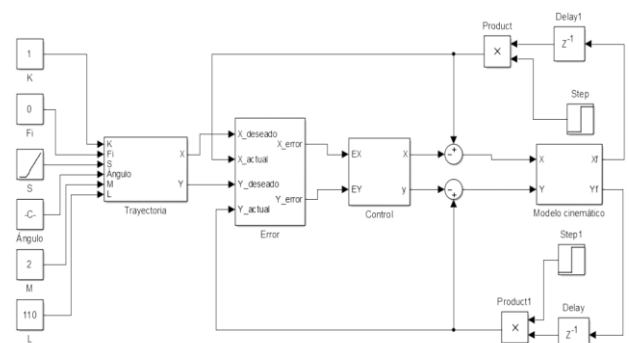 1
K
0
Fi
S
-C-
Ángulo
2
M
110
L
K
Fi
S
Ángulo
M
L
X
Y
Trayectoria
X_deseado
X_actual
Y_deseado
Y_actual
X_error
Y_error
Error
EX
EY
X
y
Control
Product
X
Delay1
Z-1
Step
- +
- +
X
Y
Xf
Yf
Modelo cinemático
Step1
Product1
X
Delay
Z-1